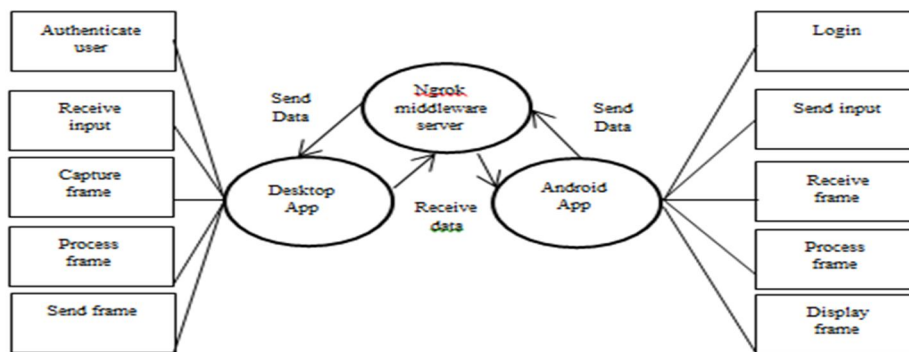 Authenticate
user
Receive
input
Capture
frame
Process
frame
Send frame
Send
Data
Desktop
App
Ngrok
middleware
server
Receive
data
Send
Data
Android
App
Login
Send input
Receive
frame
Process
frame
Display
frame